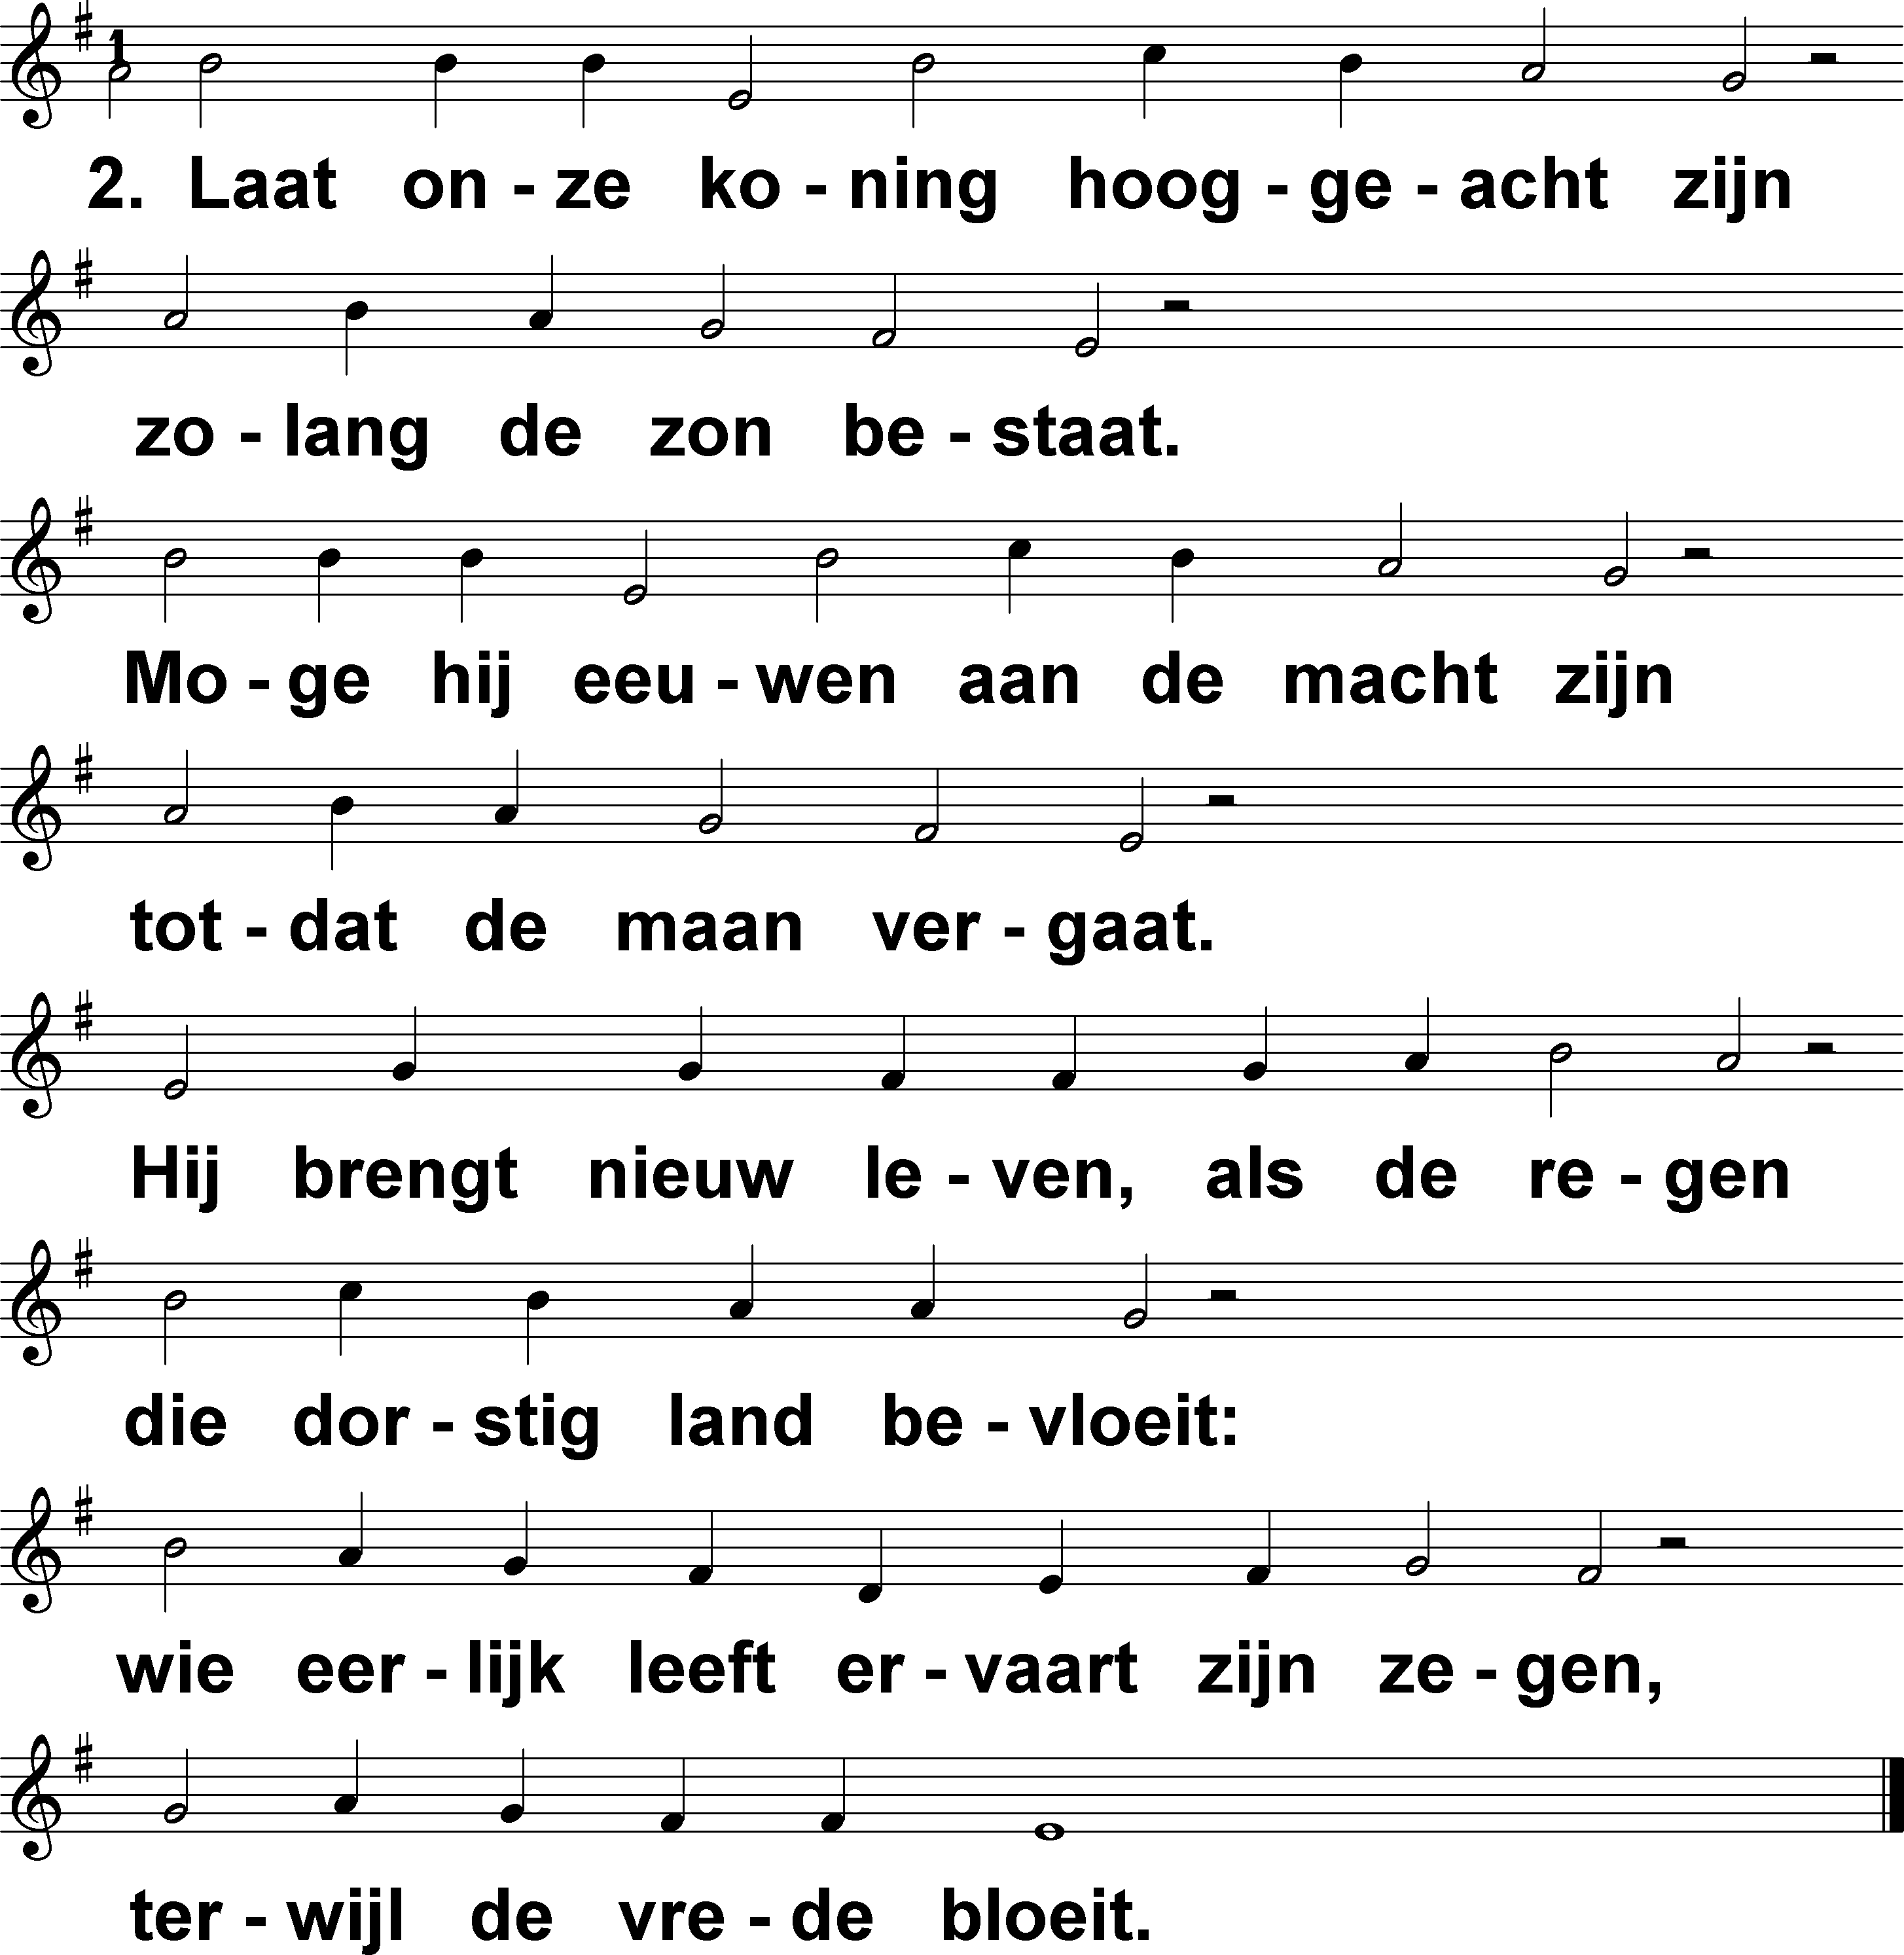 2. Laat on - ze ko - ning hoog - ge - acht zijn
zo - lang de zon be - staat.
Mo - ge hij eeu - wen aan de macht zijn
tot - dat de maan ver - gaat.
Hij brengt nieuw le - ven, als de re - gen
die dor - stig land be - vloeit:
wie eer - lijk leeft er - vaart zijn ze - gen,
ter - wijl de vre - de bloeit.